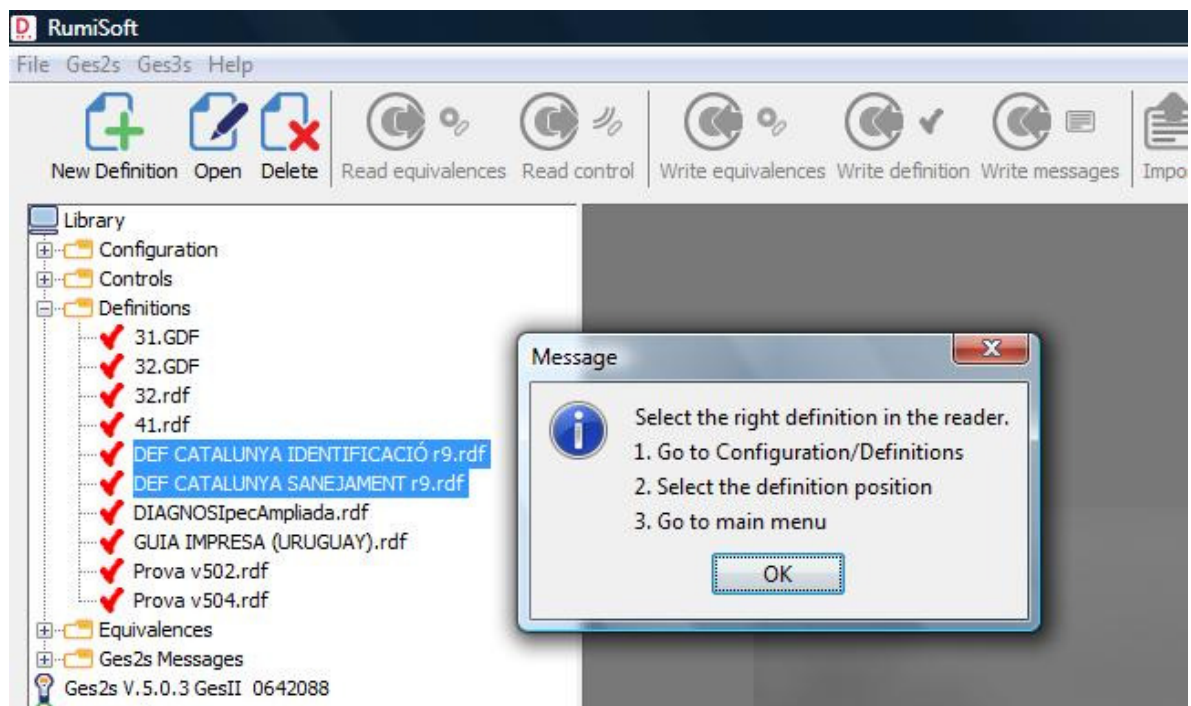 RumiSoft
File Ges2s Ges3s Help
New Definition Open Delete Read equivalences Read control Write equivalences Write definition Write messages Impo
Library
Configuration
Controls
Definitions
31.GDF
32.GDF
32.rdf
41.rdf
DEF CATALUNYA IDENTIFICACIÓ r9.rdf
DEF CATALUNYA SANEJAMENT r9.rdf
DIAGNOSIpecAmpliada.rdf
GUIA IMPRESA (URUGUAY).rdf
Prova v502.rdf
Prova v504.rdf
Equivalences
Ges2s Messages
Ges2s V.5.0.3 GesII 0642088
Message
Select the right definition in the reader.
1. Go to Configuration/Definitions
2. Select the definition position
3. Go to main menu
OK